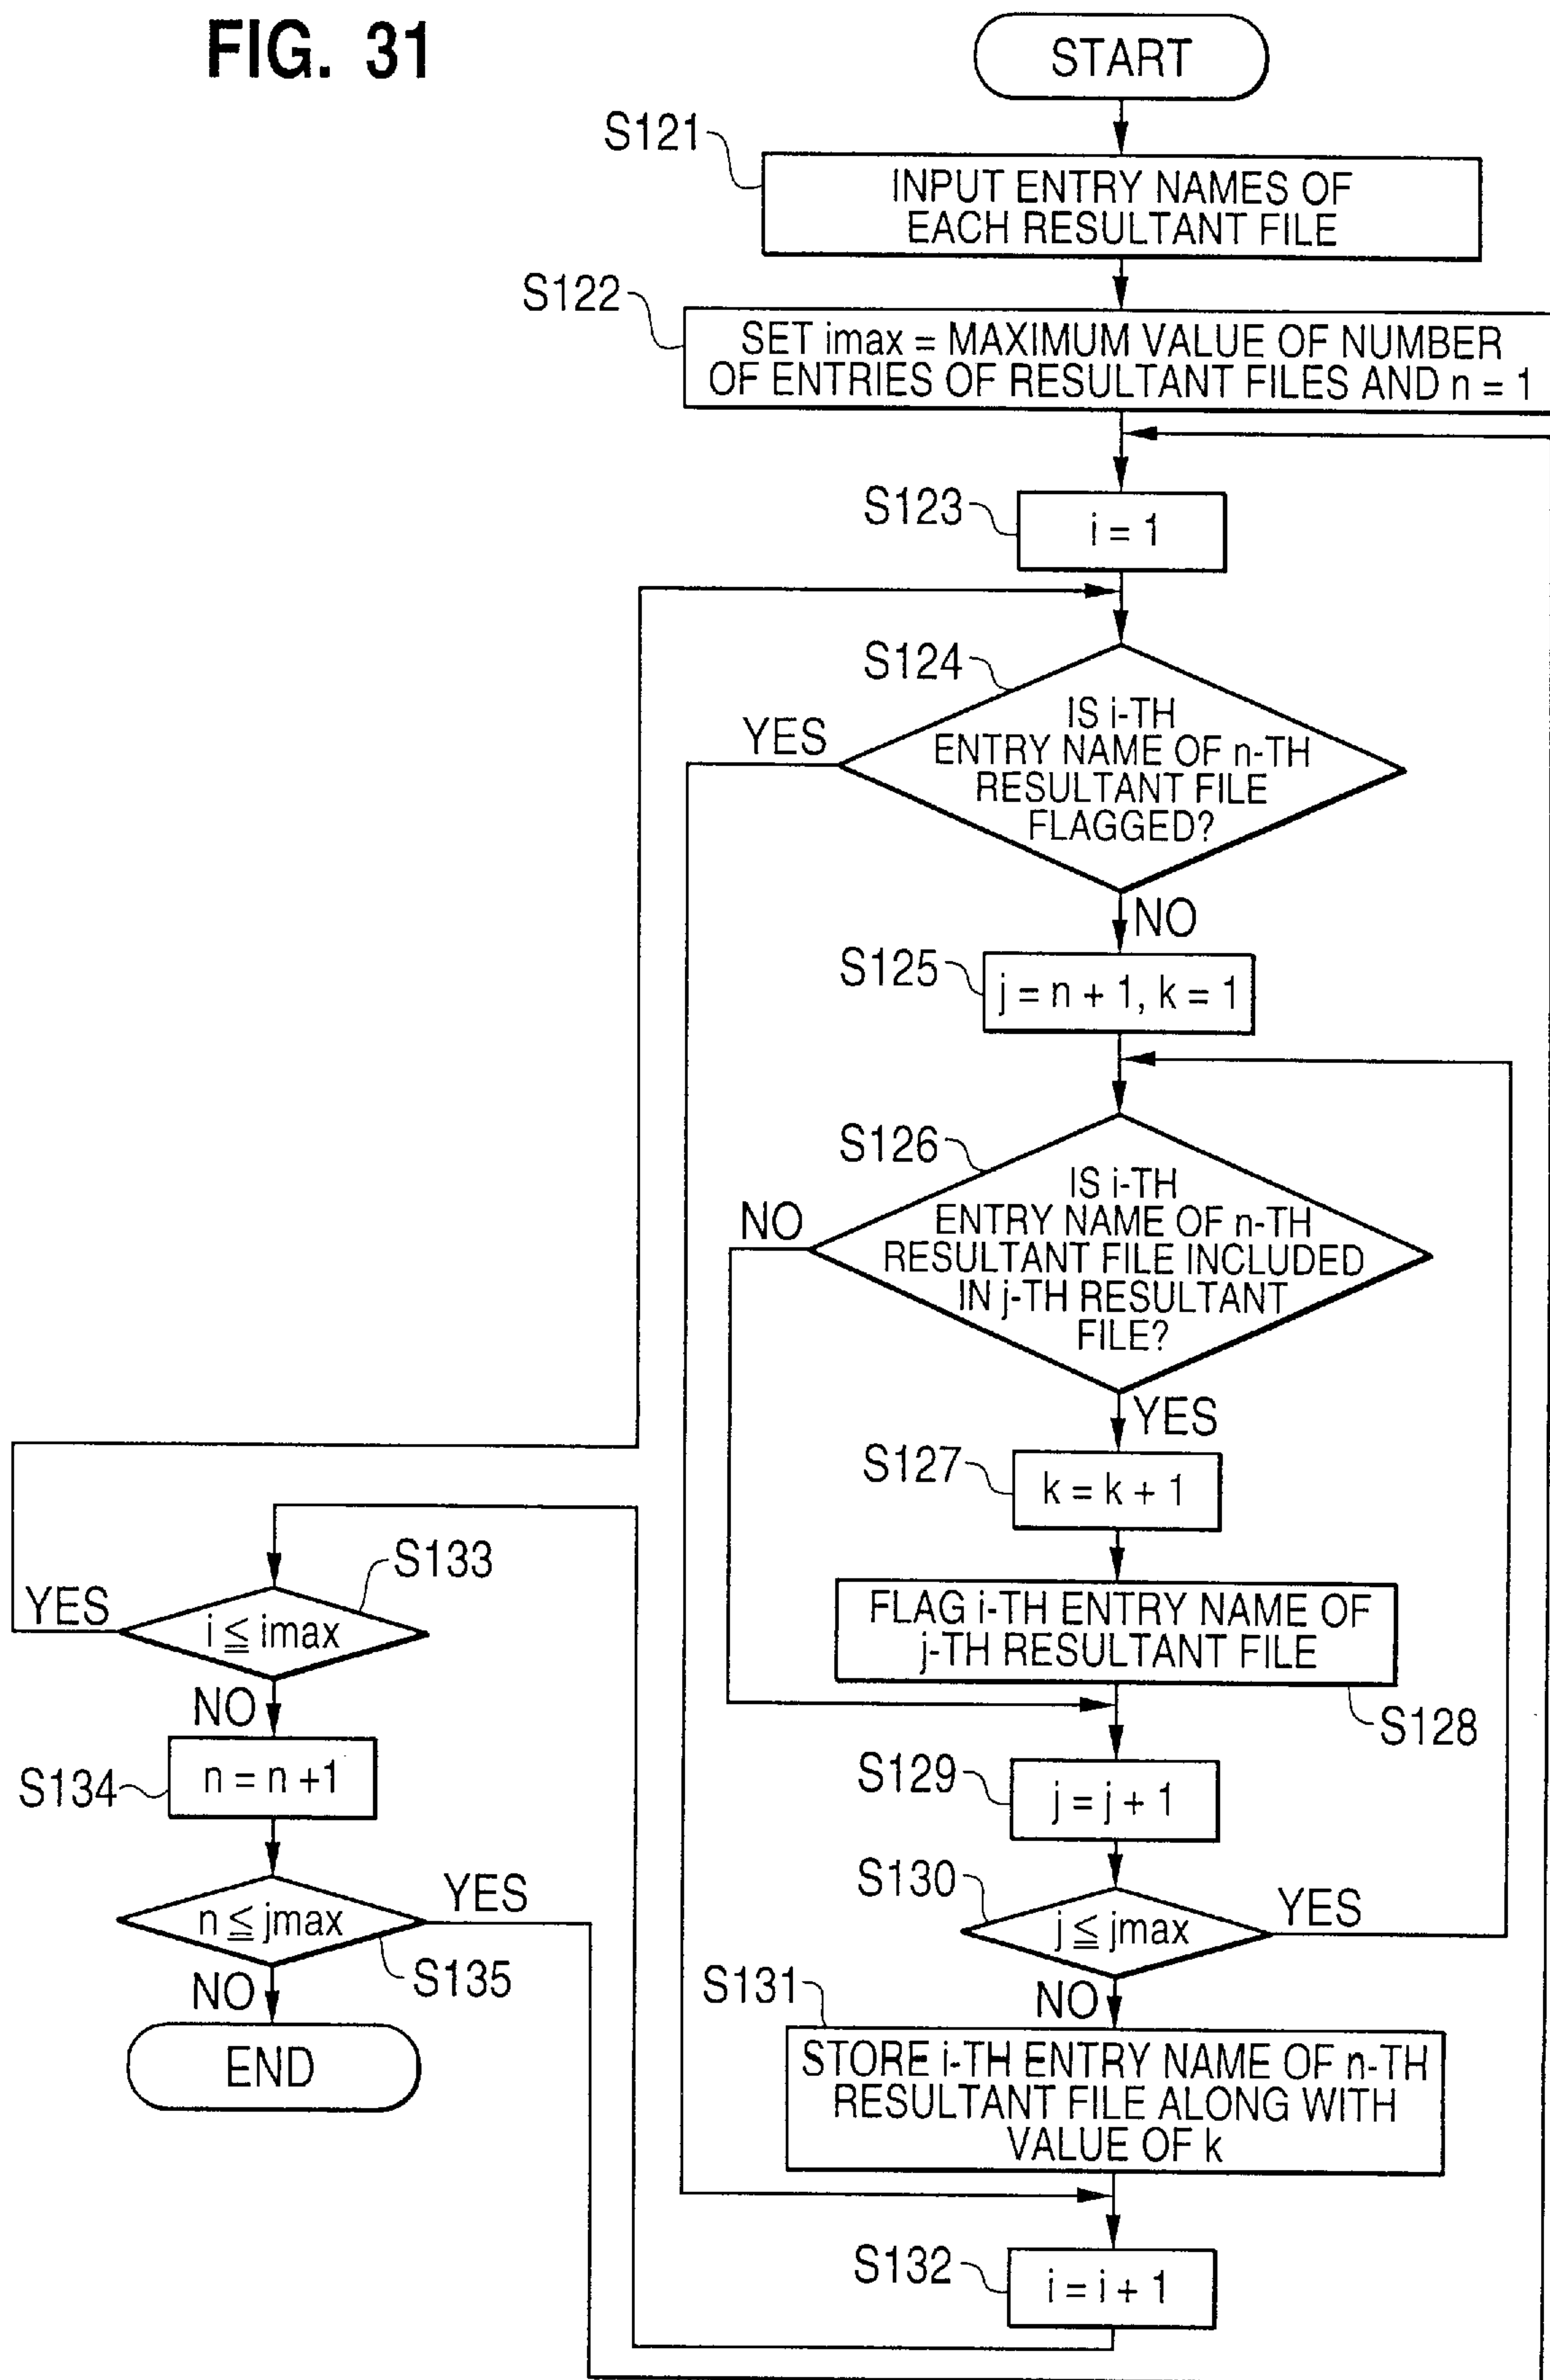 FIG. 31
START
S121
INPUT ENTRY NAMES OF
EACH RESULTANT FILE
S122
SET imax = MAXIMUM VALUE OF NUMBER
OF ENTRIES OF RESULTANT FILES AND n = 1
S123
i = 1
S124
IS i-TH
ENTRY NAME OF n-TH
RESULTANT FILE
FLAGGED?
YES
NO
S125
j = n + 1, k = 1
S126
IS i-TH
ENTRY NAME OF n-TH
RESULTANT FILE INCLUDED
IN j-TH RESULTANT
FILE?
NO
YES
S127
k = k + 1
FLAG i-TH ENTRY NAME OF
j-TH RESULTANT FILE
S128
S129
j = j + 1
S130
j ≦ jmax
YES
NO
S131
STORE i-TH ENTRY NAME OF n-TH
RESULTANT FILE ALONG WITH
VALUE OF k
S132
i = i + 1
S133
i ≦ imax
YES
NO
S134
n = n +1
n ≦ jmax
YES
S135
NO
END